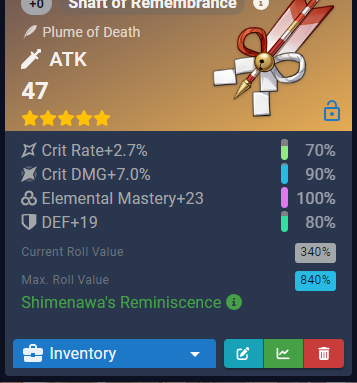 +0 Shaft of Remembrance
Plume of Death
ATK
47
Crit Rate+2.7% 70%
Crit DMG+7.0% 90%
Elemental Mastery+23 100%
DEF+19 80%
Current Roll Value 340%
Max. Roll Value 840%
Shimenawa's Reminiscence
Inventory